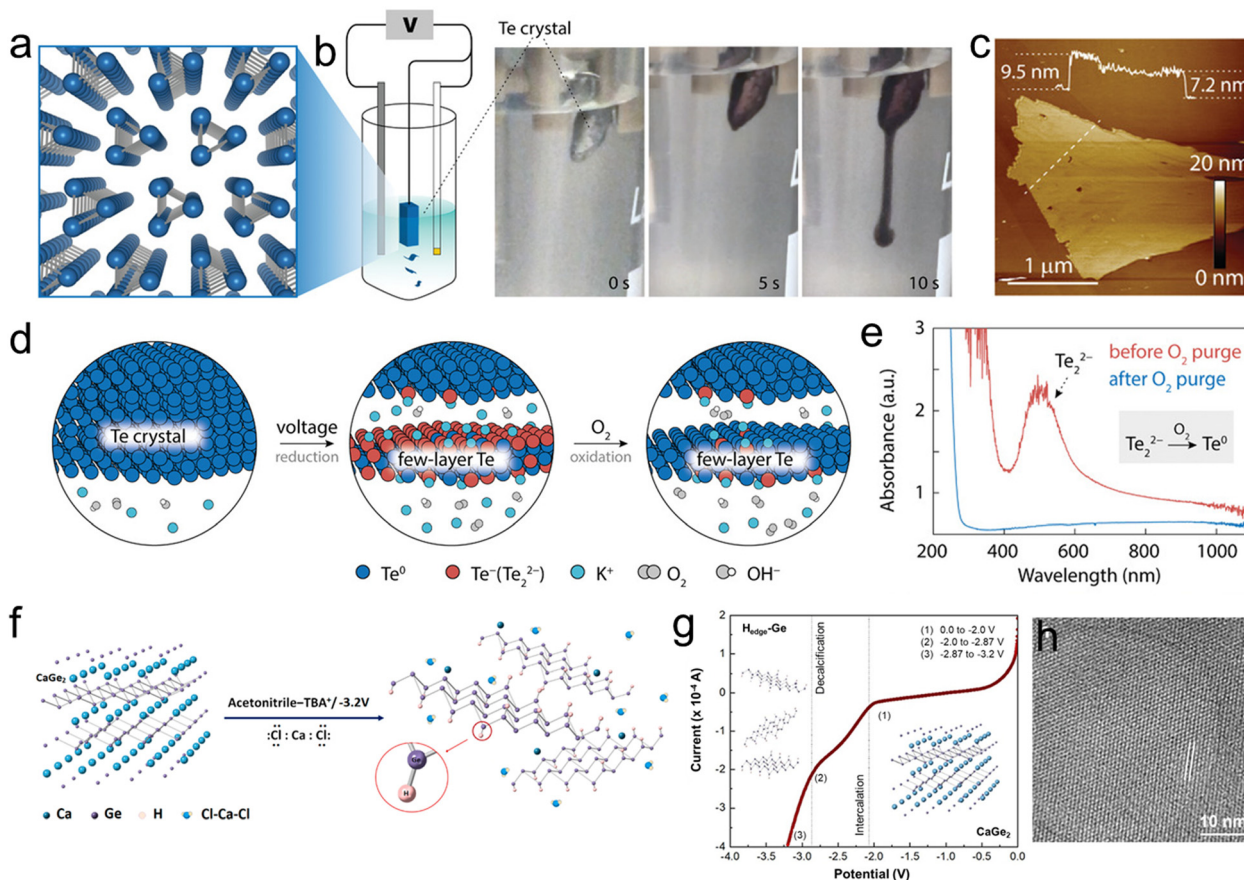 a
b
V
Te crystal
0 s
5 s
10 s
c
9.5 nm
7.2 nm
20 nm
0 nm
1 μm
d
Te crystal
voltage
reduction
few-layer Te
O₂
oxidation
few-layer Te
Te⁰
Te⁻(Te₂²⁻)
K⁺
O₂
OH⁻
e
3
2
1
Absorbance (a.u.)
before O₂ purge
after O₂ purge
Te₂²⁻
O₂
Te₂²⁻ → Te⁰
200 400 600 800 1000
Wavelength (nm)
f
CaGe₂
Acetonitrile–TBA⁺/ -3.2V
:Cl : Ca : Cl:
Ge
H
Ca Ge H Cl-Ca-Cl
g
H_edge-Ge
Decalcification
(1) 0.0 to -2.0 V
(2) -2.0 to -2.87 V
(3) -2.87 to -3.2 V
1
0
-1
-2
-3
-4
Current (x 10⁻⁴ A)
(1)
(2)
(3)
Intercalation
CaGe₂
-4.0 -3.5 -3.0 -2.5 -2.0 -1.5 -1.0 -0.5 0.0
Potential (V)
h
10 nm